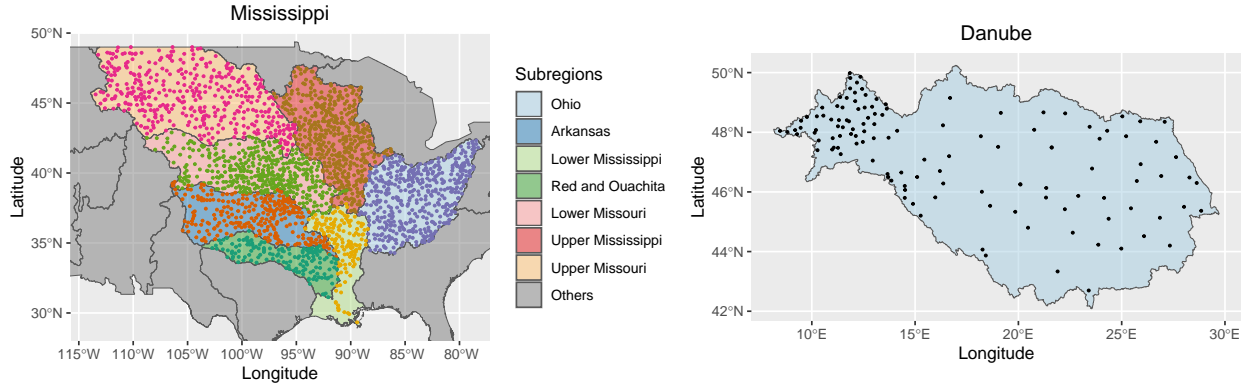 Mississippi
50°N
45°N
40°N
35°N
30°N
Latitude
115°W 110°W 105°W 100°W 95°W 90°W 85°W 80°W
Longitude
Subregions
Ohio
Arkansas
Lower Mississippi
Red and Ouachita
Lower Missouri
Upper Mississippi
Upper Missouri
Others
Danube
50°N
48°N
46°N
44°N
42°N
Latitude
10°E 15°E 20°E 25°E 30°E
Longitude